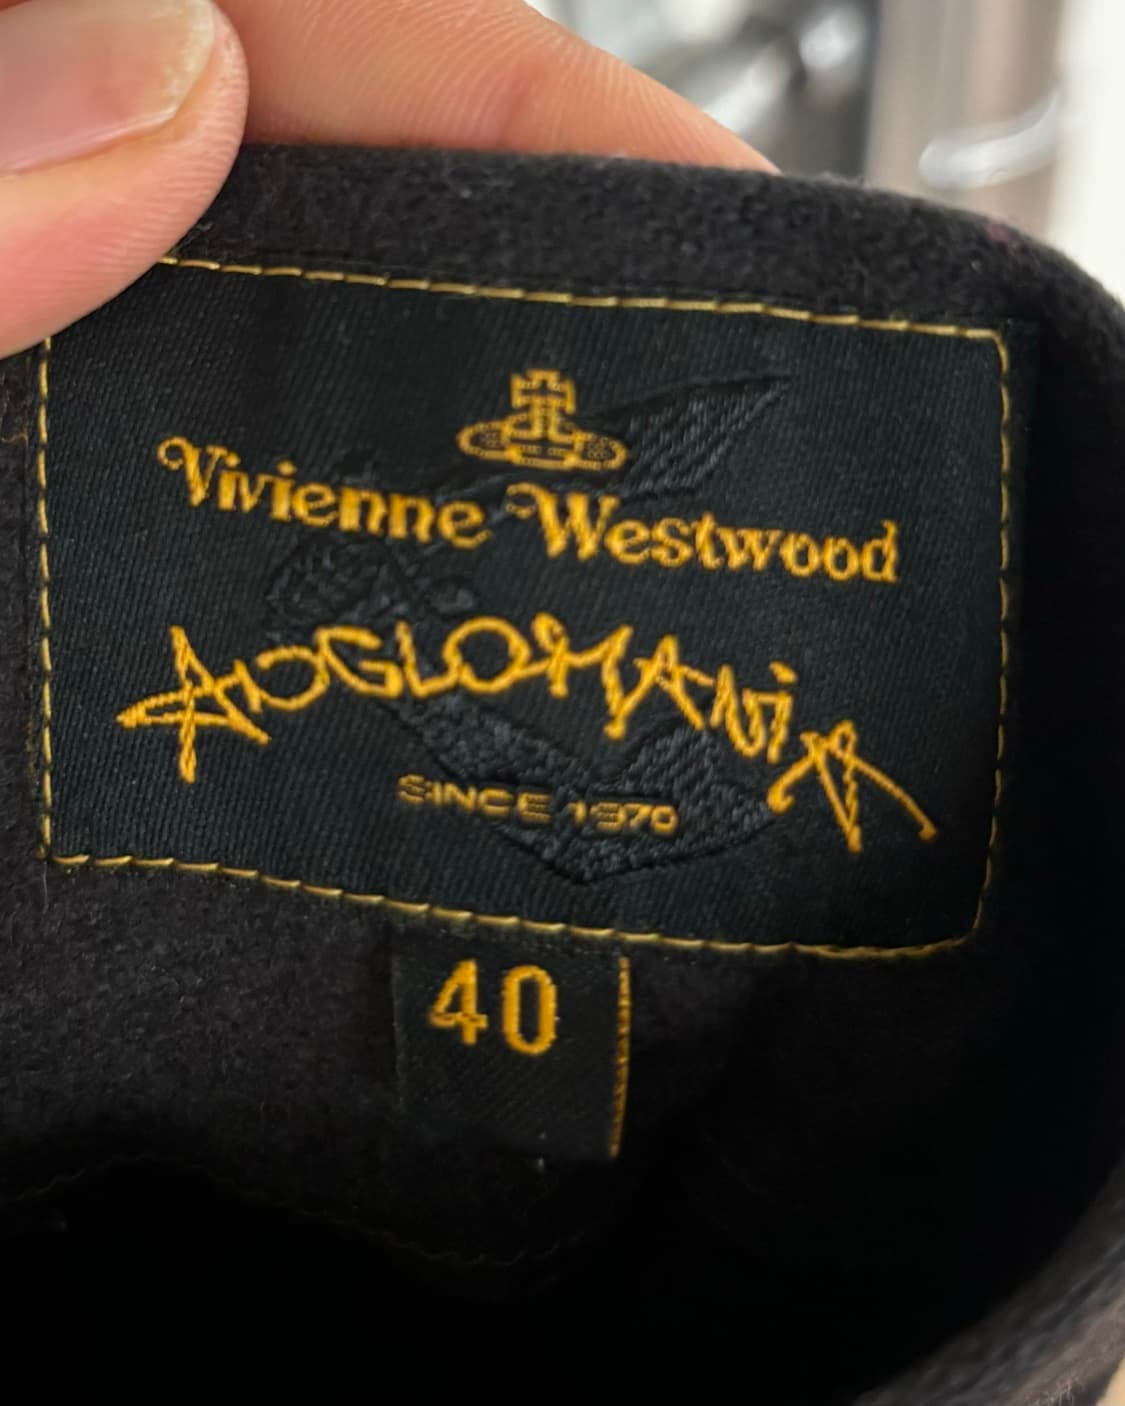 Vivienne Westwood
ANGLOMANiA
SINCE 1970
40